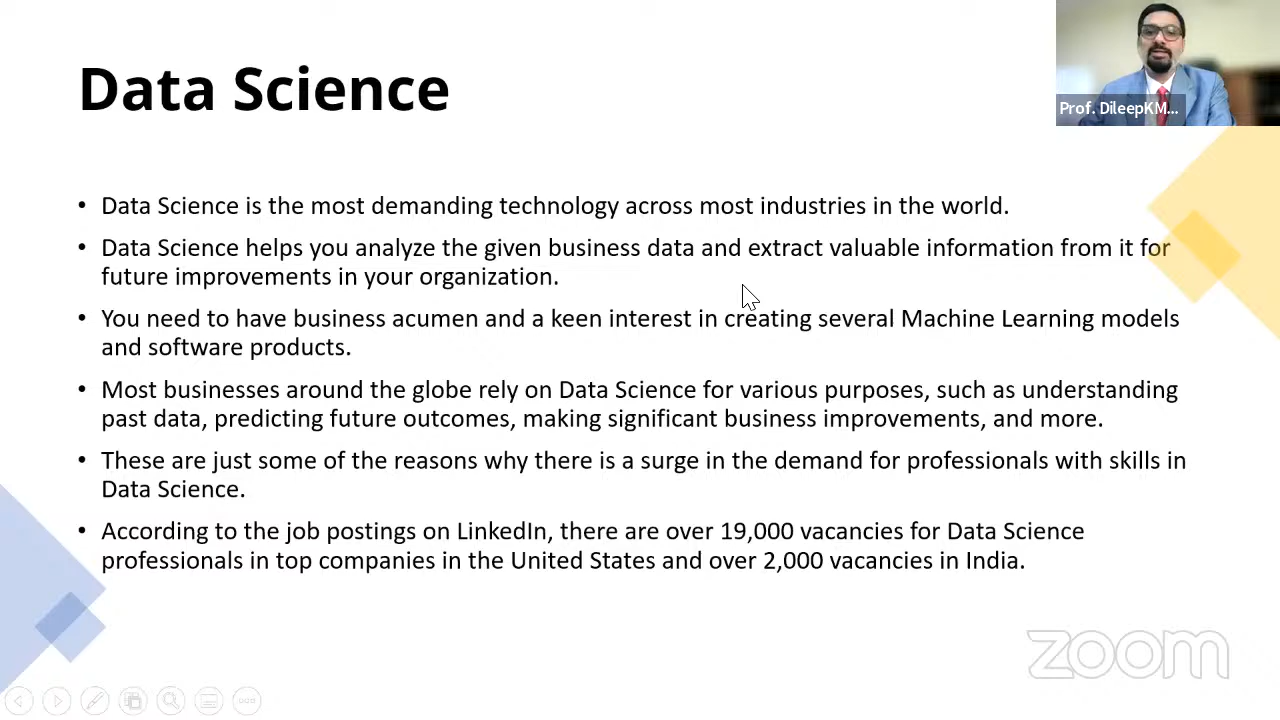 Data Science
Prof. DileepKM...
• Data Science is the most demanding technology across most industries in the world.
• Data Science helps you analyze the given business data and extract valuable information from it for
future improvements in your organization.
• You need to have business acumen and a keen interest in creating several Machine Learning models
and software products.
• Most businesses around the globe rely on Data Science for various purposes, such as understanding
past data, predicting future outcomes, making significant business improvements, and more.
• These are just some of the reasons why there is a surge in the demand for professionals with skills in
Data Science.
• According to the job postings on LinkedIn, there are over 19,000 vacancies for Data Science
professionals in top companies in the United States and over 2,000 vacancies in India.
zoom